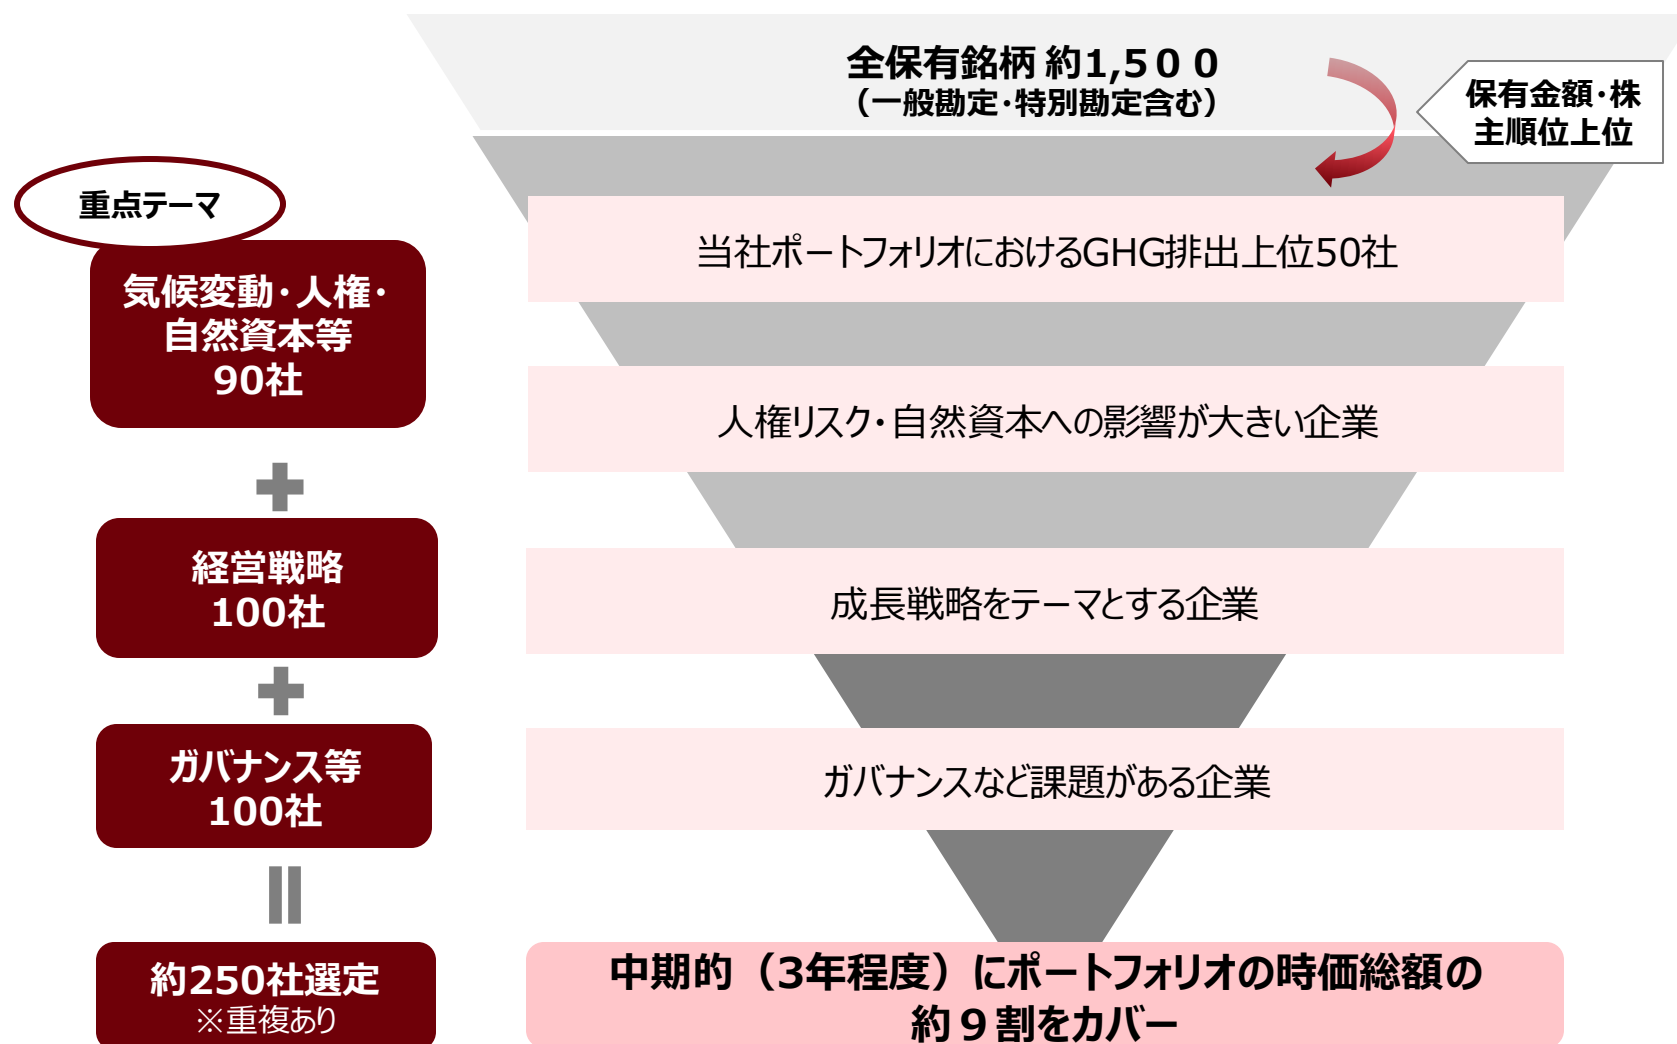 全保有銘柄 約1,500
（一般勘定・特別勘定含む）
保有金額・株
主順位上位
重点テーマ
気候変動・人権・
自然資本等
90社
当社ポートフォリオにおけるGHG排出上位50社
人権リスク・自然資本への影響が大きい企業
経営戦略
100社
成長戦略をテーマとする企業
ガバナンス等
100社
ガバナンスなど課題がある企業
約250社選定
※重複あり
中期的（3年程度）にポートフォリオの時価総額の
約９割をカバー